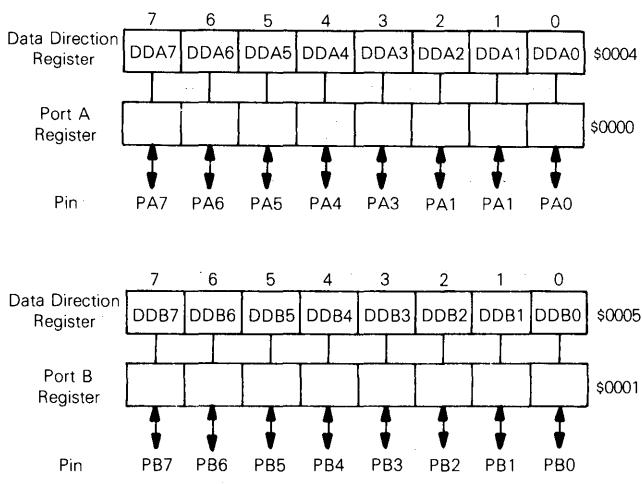 7 6 5 4 3 2 1 0
Data Direction Register DDA7 DDA6 DDA5 DDA4 DDA3 DDA2 DDA1 DDA0 $0004
Port A Register $0000
Pin PA7 PA6 PA5 PA4 PA3 PA1 PA1 PA0
7 6 5 4 3 2 1 0
Data Direction Register DDB7 DDB6 DDB5 DDB4 DDB3 DDB2 DDB1 DDB0 $0005
Port B Register $0001
Pin PB7 PB6 PB5 PB4 PB3 PB2 PB1 PB0